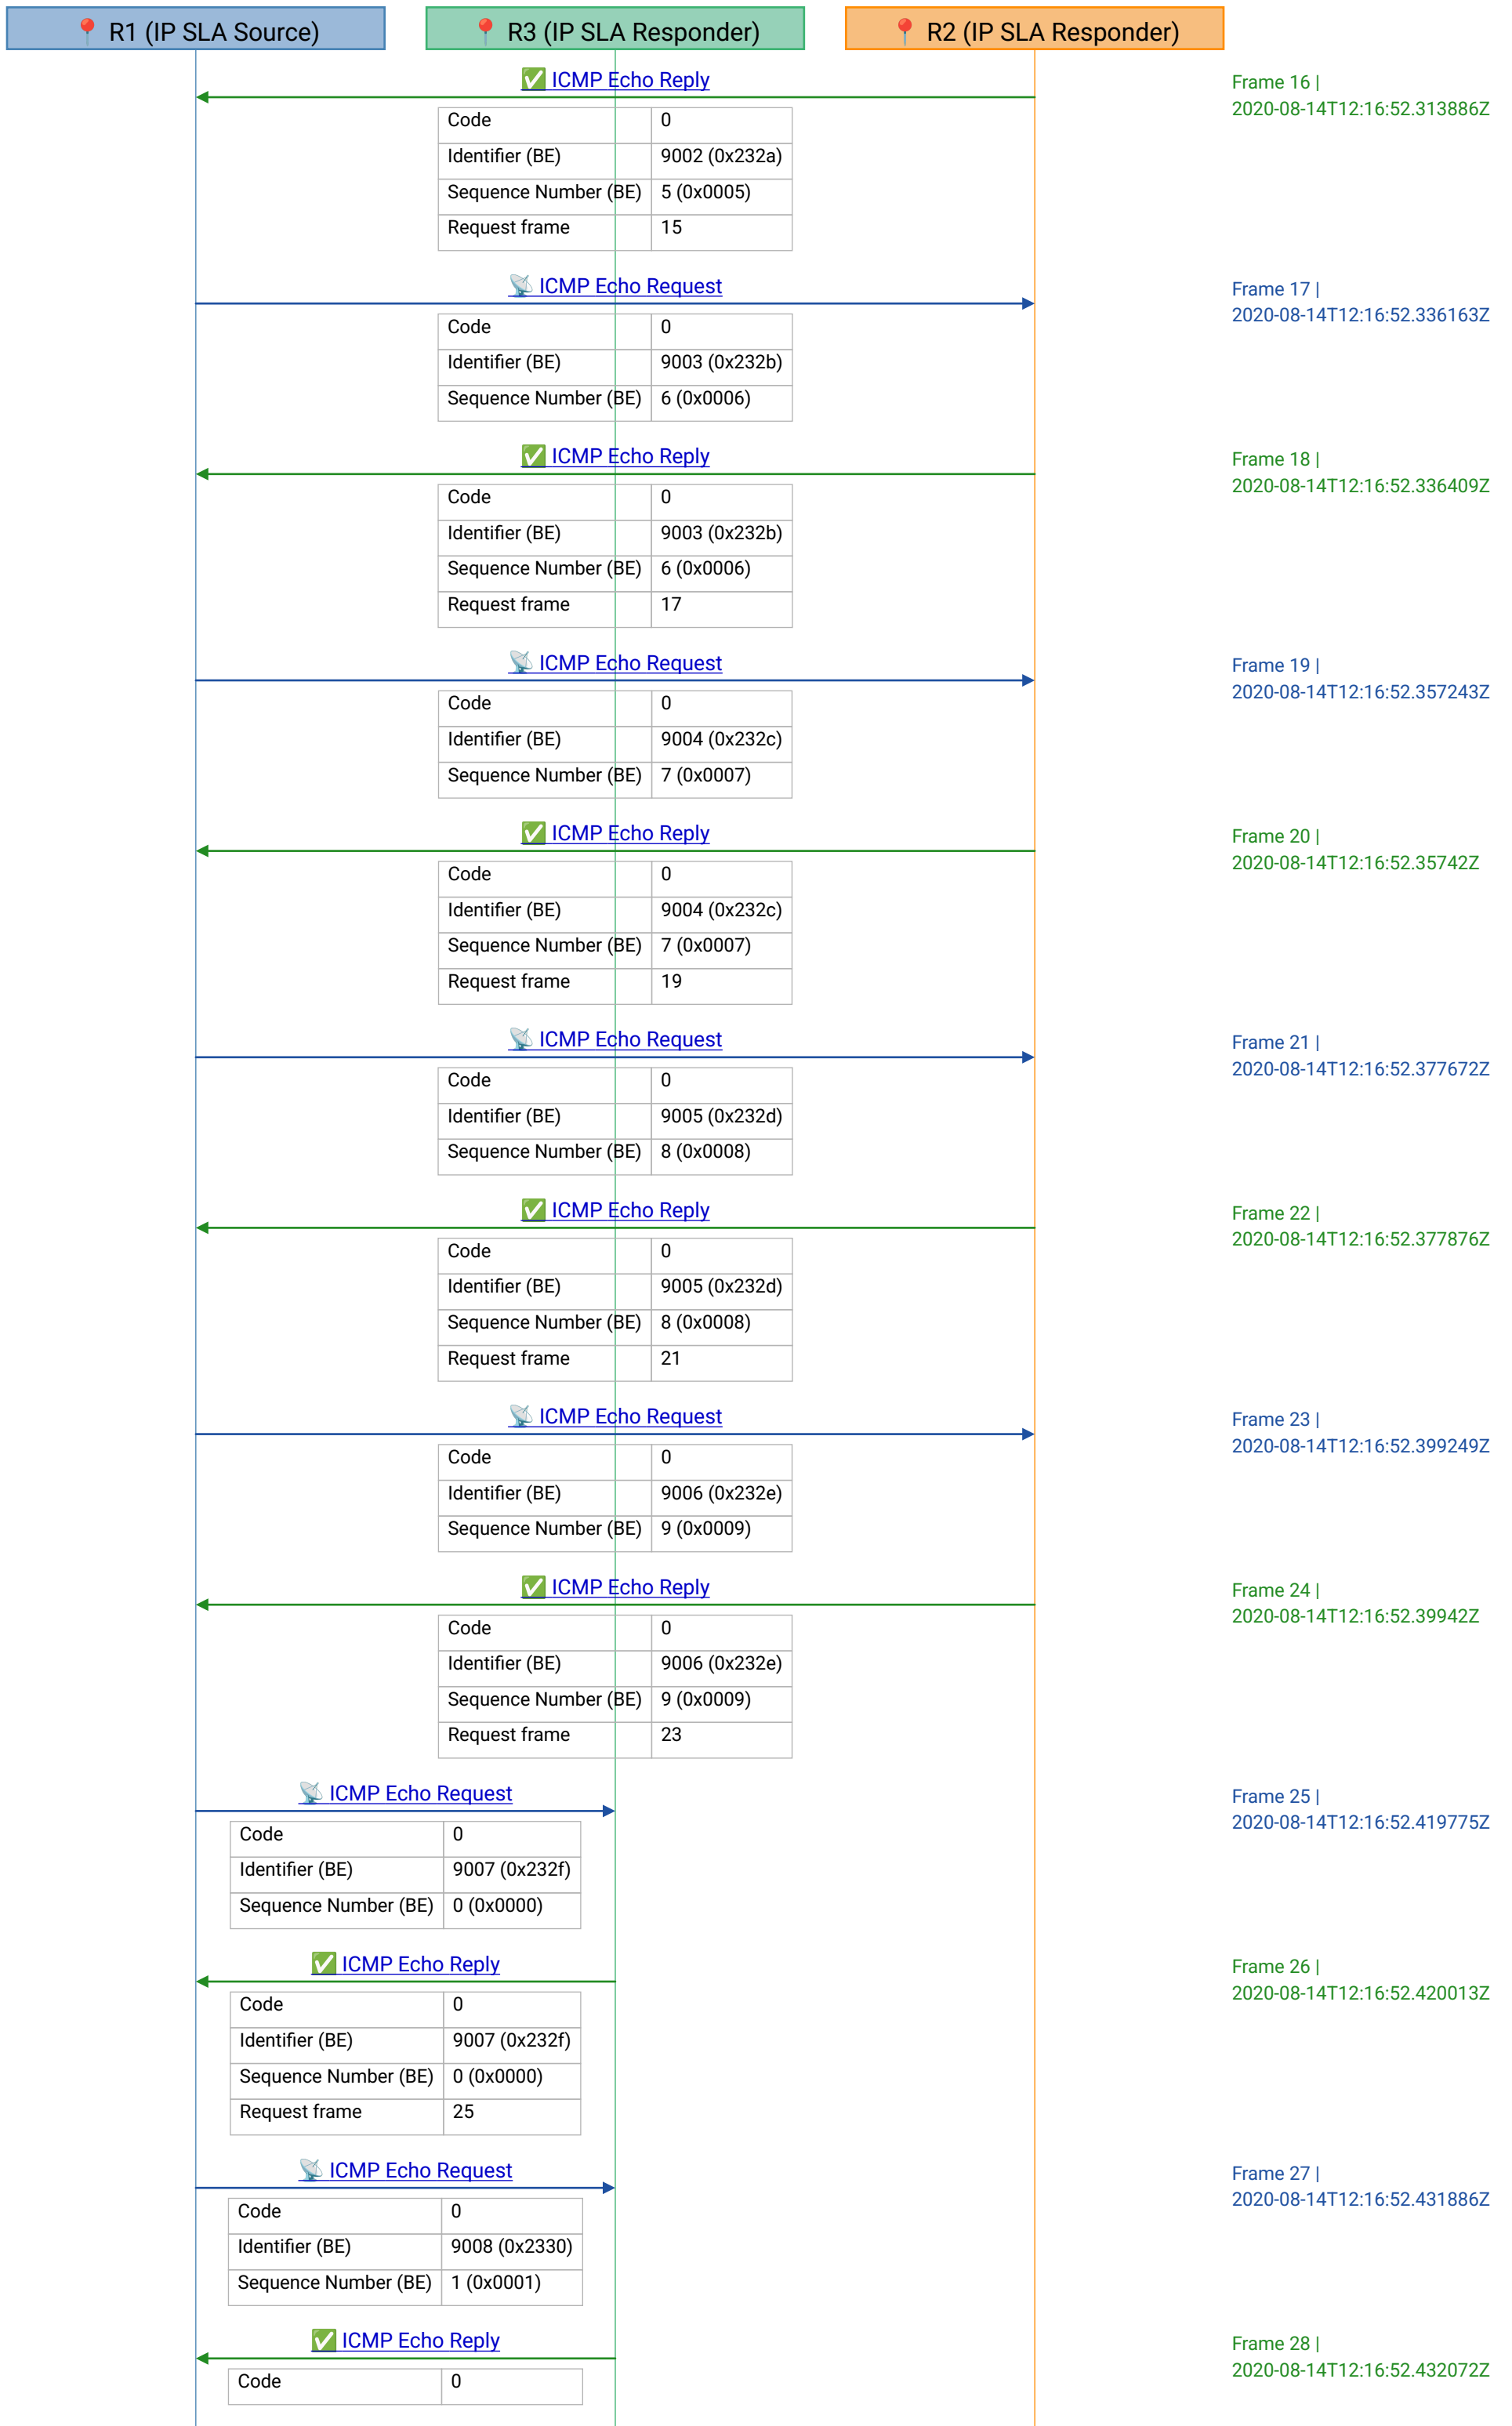 📍 R1 (IP SLA Source)
📍 R3 (IP SLA Responder)
📍 R2 (IP SLA Responder)
✅ ICMP Echo Reply
Frame 16 |
2020-08-14T12:16:52.313886Z
Code 0
Identifier (BE) 9002 (0x232a)
Sequence Number (BE) 5 (0x0005)
Request frame 15
📡 ICMP Echo Request
Frame 17 |
2020-08-14T12:16:52.336163Z
Code 0
Identifier (BE) 9003 (0x232b)
Sequence Number (BE) 6 (0x0006)
✅ ICMP Echo Reply
Frame 18 |
2020-08-14T12:16:52.336409Z
Code 0
Identifier (BE) 9003 (0x232b)
Sequence Number (BE) 6 (0x0006)
Request frame 17
📡 ICMP Echo Request
Frame 19 |
2020-08-14T12:16:52.357243Z
Code 0
Identifier (BE) 9004 (0x232c)
Sequence Number (BE) 7 (0x0007)
✅ ICMP Echo Reply
Frame 20 |
2020-08-14T12:16:52.35742Z
Code 0
Identifier (BE) 9004 (0x232c)
Sequence Number (BE) 7 (0x0007)
Request frame 19
📡 ICMP Echo Request
Frame 21 |
2020-08-14T12:16:52.377672Z
Code 0
Identifier (BE) 9005 (0x232d)
Sequence Number (BE) 8 (0x0008)
✅ ICMP Echo Reply
Frame 22 |
2020-08-14T12:16:52.377876Z
Code 0
Identifier (BE) 9005 (0x232d)
Sequence Number (BE) 8 (0x0008)
Request frame 21
📡 ICMP Echo Request
Frame 23 |
2020-08-14T12:16:52.399249Z
Code 0
Identifier (BE) 9006 (0x232e)
Sequence Number (BE) 9 (0x0009)
✅ ICMP Echo Reply
Frame 24 |
2020-08-14T12:16:52.39942Z
Code 0
Identifier (BE) 9006 (0x232e)
Sequence Number (BE) 9 (0x0009)
Request frame 23
📡 ICMP Echo Request
Frame 25 |
2020-08-14T12:16:52.419775Z
Code 0
Identifier (BE) 9007 (0x232f)
Sequence Number (BE) 0 (0x0000)
✅ ICMP Echo Reply
Frame 26 |
2020-08-14T12:16:52.420013Z
Code 0
Identifier (BE) 9007 (0x232f)
Sequence Number (BE) 0 (0x0000)
Request frame 25
📡 ICMP Echo Request
Frame 27 |
2020-08-14T12:16:52.431886Z
Code 0
Identifier (BE) 9008 (0x2330)
Sequence Number (BE) 1 (0x0001)
✅ ICMP Echo Reply
Frame 28 |
2020-08-14T12:16:52.432072Z
Code 0